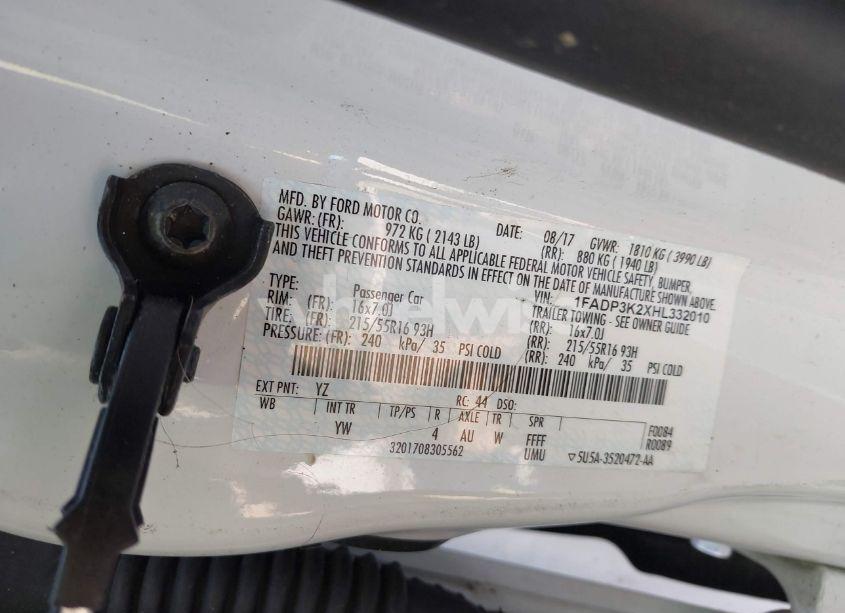 MFD. BY FORD MOTOR CO.
DATE: 08/17 GVWR: 1810 KG ( 3990 LB)
GAWR: (FR): 972 KG ( 2143 LB) (RR): 880 KG ( 1940 LB)
THIS VEHICLE CONFORMS TO ALL APPLICABLE FEDERAL MOTOR VEHICLE SAFETY, BUMPER,
AND THEFT PREVENTION STANDARDS IN EFFECT ON THE DATE OF MANUFACTURE SHOWN ABOVE.
VIN: 1FADP3K2XHL332010
TYPE: Passenger Car TRAILER TOWING - SEE OWNER GUIDE
RIM: (FR): 16x7.0J (RR): 16x7.0J
TIRE: (FR): 215/55R16 93H (RR): 215/55R16 93H
PRESSURE: (FR): 240 kPa/ 35 PSI COLD (RR): 240 kPa/ 35 PSI COLD
EXT PNT: YZ RC: 44 DSO:
WB INT TR TP/PS R AXLE TR SPR
YW 4 AU W FFFF
UMU
F0084
R0089
3201708305562
▽5U5A-3520472-AA